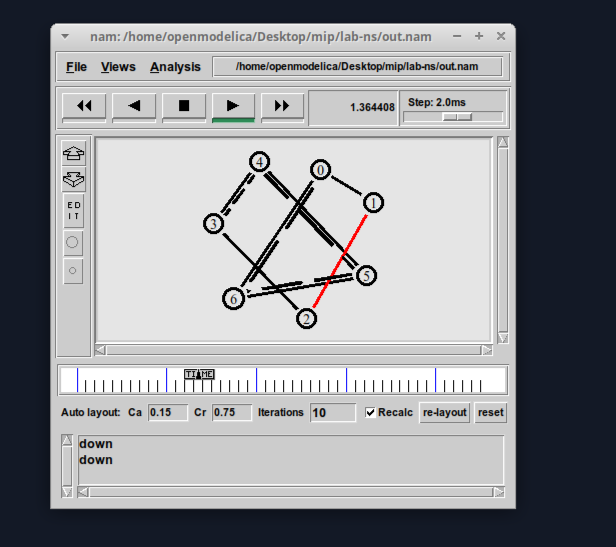 nam: /home/openmodelica/Desktop/mip/lab-ns/out.nam
File Views Analysis /home/openmodelica/Desktop/mip/lab-ns/out.nam
1.364408 Step: 2.0ms
E D
I T
4
0
1
3
5
6
2
TIME
Auto layout: Ca 0.15 Cr 0.75 Iterations 10 Recalc re-layout reset
down
down